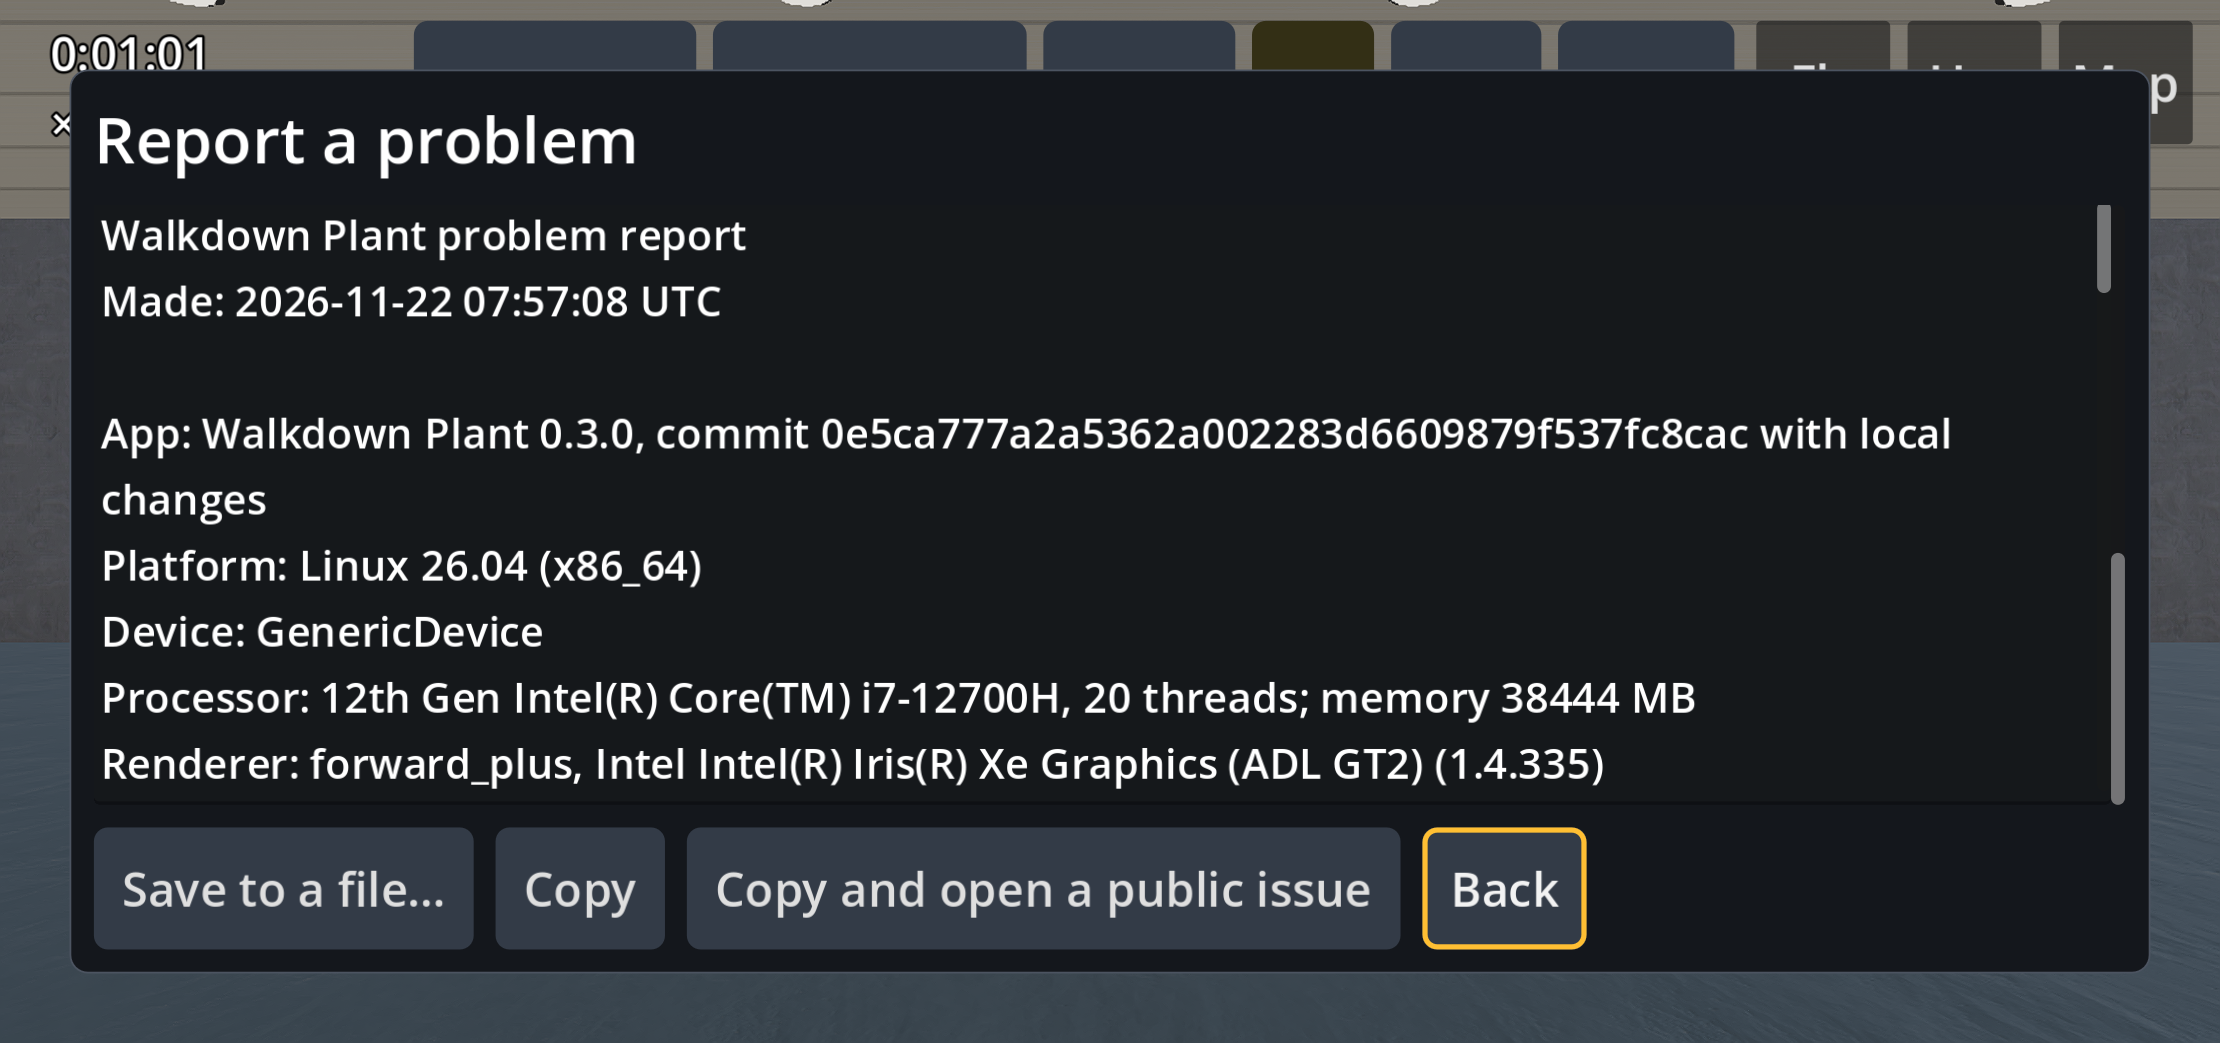 0:01:01
×
p
Report a problem
Walkdown Plant problem report
Made: 2026-11-22 07:57:08 UTC
App: Walkdown Plant 0.3.0, commit 0e5ca777a2a5362a002283d6609879f537fc8cac with local
changes
Platform: Linux 26.04 (x86_64)
Device: GenericDevice
Processor: 12th Gen Intel(R) Core(TM) i7-12700H, 20 threads; memory 38444 MB
Renderer: forward_plus, Intel Intel(R) Iris(R) Xe Graphics (ADL GT2) (1.4.335)
Save to a file...
Copy
Copy and open a public issue
Back